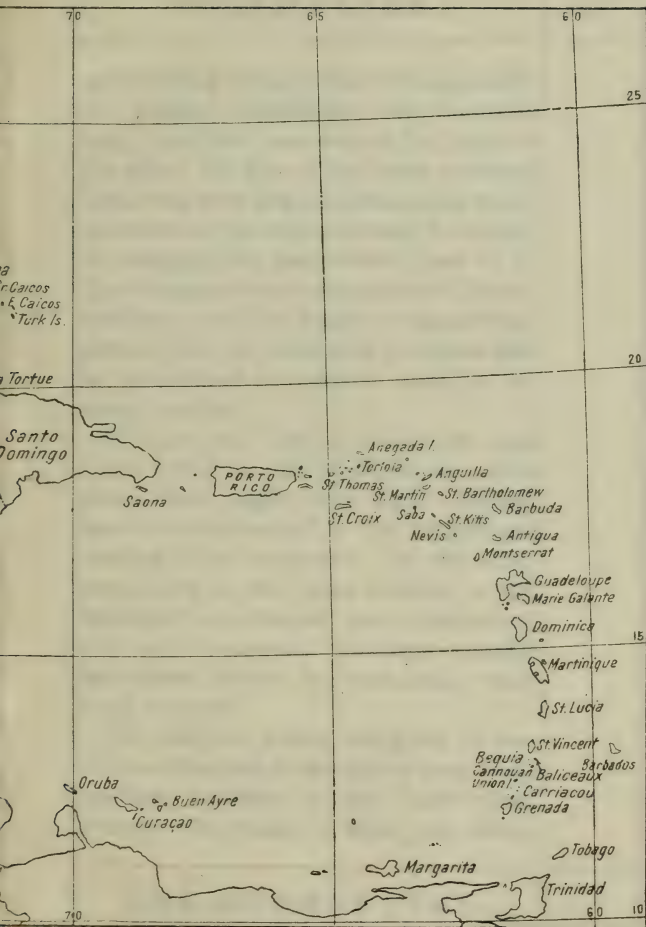 70 65 60
25
a
r. Caicos
E. Caicos
Turk Is.
20
a Tortue
Santo
Domingo
Anegada I.
Tortola
PORTO
RICO
St Thomas
Anguilla
St. Martin
St. Bartholomew
Saona
Barbuda
St. Croix
Saba
St. Kitts
Nevis
Antigua
Montserrat
Guadeloupe
Marie Galante
Dominica
15
Martinique
St. Lucia
St. Vincent
Bequia
Barbados
Cannouan
Baliceaux
Union I.
Carriacou
Oruba
Buen Ayre
Grenada
Curaçao
Tobago
Margarita
Trinidad
70 60 10